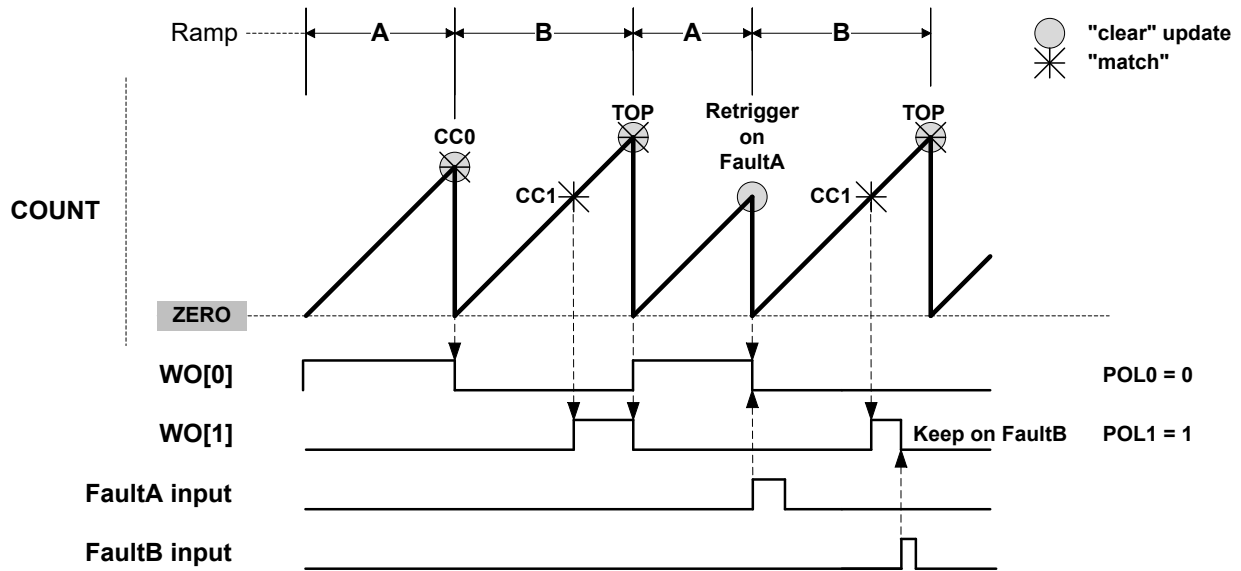 Ramp A B A B
"clear" update
"match"
CC0 TOP Retrigger TOP
on
FaultA
CC1 CC1
COUNT
ZERO
WO[0] POL0 = 0
WO[1] Keep on FaultB POL1 = 1
FaultA input
FaultB input